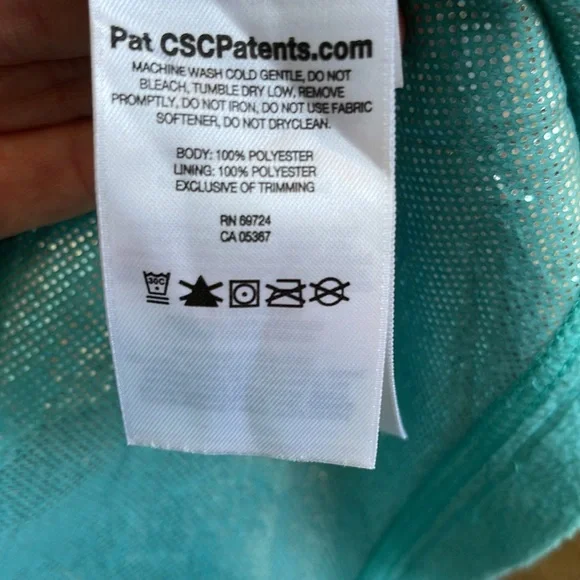 Pat CSCPatents.com
MACHINE WASH COLD GENTLE, DO NOT
BLEACH, TUMBLE DRY LOW, REMOVE
PROMPTLY, DO NOT IRON, DO NOT USE FABRIC
SOFTENER, DO NOT DRYCLEAN.
BODY: 100% POLYESTER
LINING: 100% POLYESTER
EXCLUSIVE OF TRIMMING
RN 69724
CA 05367
30C